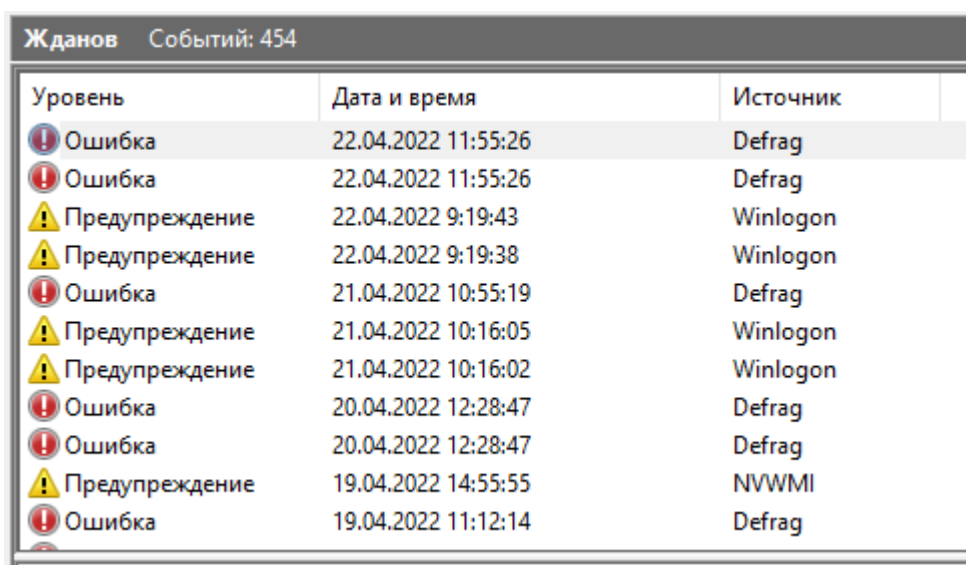 Жданов Событий: 454
Уровень Дата и время Источник
Ошибка 22.04.2022 11:55:26 Defrag
Ошибка 22.04.2022 11:55:26 Defrag
Предупреждение 22.04.2022 9:19:43 Winlogon
Предупреждение 22.04.2022 9:19:38 Winlogon
Ошибка 21.04.2022 10:55:19 Defrag
Предупреждение 21.04.2022 10:16:05 Winlogon
Предупреждение 21.04.2022 10:16:02 Winlogon
Ошибка 20.04.2022 12:28:47 Defrag
Ошибка 20.04.2022 12:28:47 Defrag
Предупреждение 19.04.2022 14:55:55 NVWMI
Ошибка 19.04.2022 11:12:14 Defrag